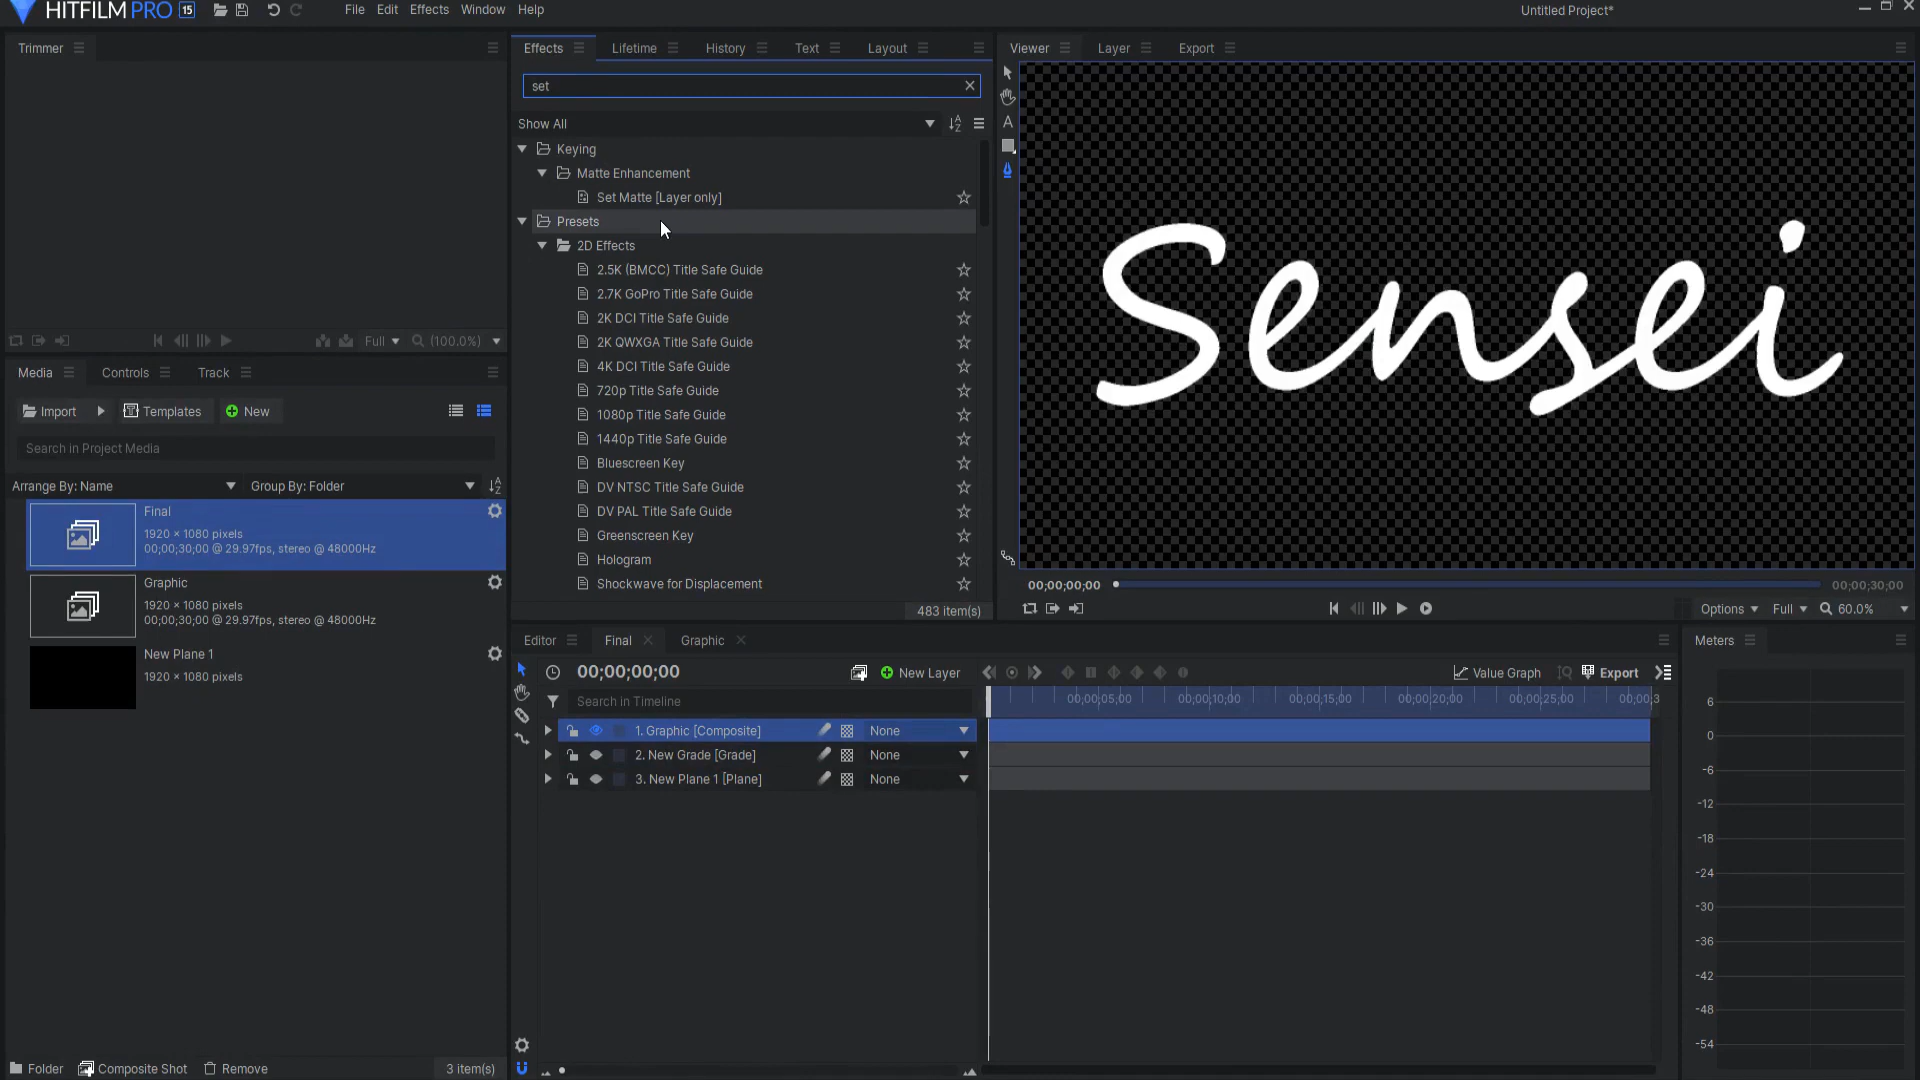 HITFILM PRO 15
File Edit Effects Window Help
Untitled Project*
Trimmer
Full (100.0%)
Media Controls Track
Import Templates New
Search in Project Media
Arrange By: Name Group By: Folder
Final
1920 × 1080 pixels
00;00;30;00 @ 29.97fps, stereo @ 48000Hz
Graphic
1920 × 1080 pixels
00;00;30;00 @ 29.97fps, stereo @ 48000Hz
New Plane 1
1920 × 1080 pixels
Folder Composite Shot Remove 3 item(s)
Effects Lifetime History Text Layout
set
Show All
Keying
Matte Enhancement
Set Matte [Layer only]
Presets
2D Effects
2.5K (BMCC) Title Safe Guide
2.7K GoPro Title Safe Guide
2K DCI Title Safe Guide
2K QWXGA Title Safe Guide
4K DCI Title Safe Guide
720p Title Safe Guide
1080p Title Safe Guide
1440p Title Safe Guide
Bluescreen Key
DV NTSC Title Safe Guide
DV PAL Title Safe Guide
Greenscreen Key
Hologram
Shockwave for Displacement
483 item(s)
Viewer Layer Export
A
Sensei
00;00;00;00 00;00;30;00
Options Full 60.0%
Editor Final Graphic
00;00;00;00 New Layer Value Graph Export
Search in Timeline
00;00;05;00 00;00;10;00 00;00;15;00 00;00;20;00 00;00;25;00 00;00;3
1. Graphic [Composite] None
2. New Grade [Grade] None
3. New Plane 1 [Plane] None
Meters
6
0
-6
-12
-18
-24
-30
-36
-42
-48
-54